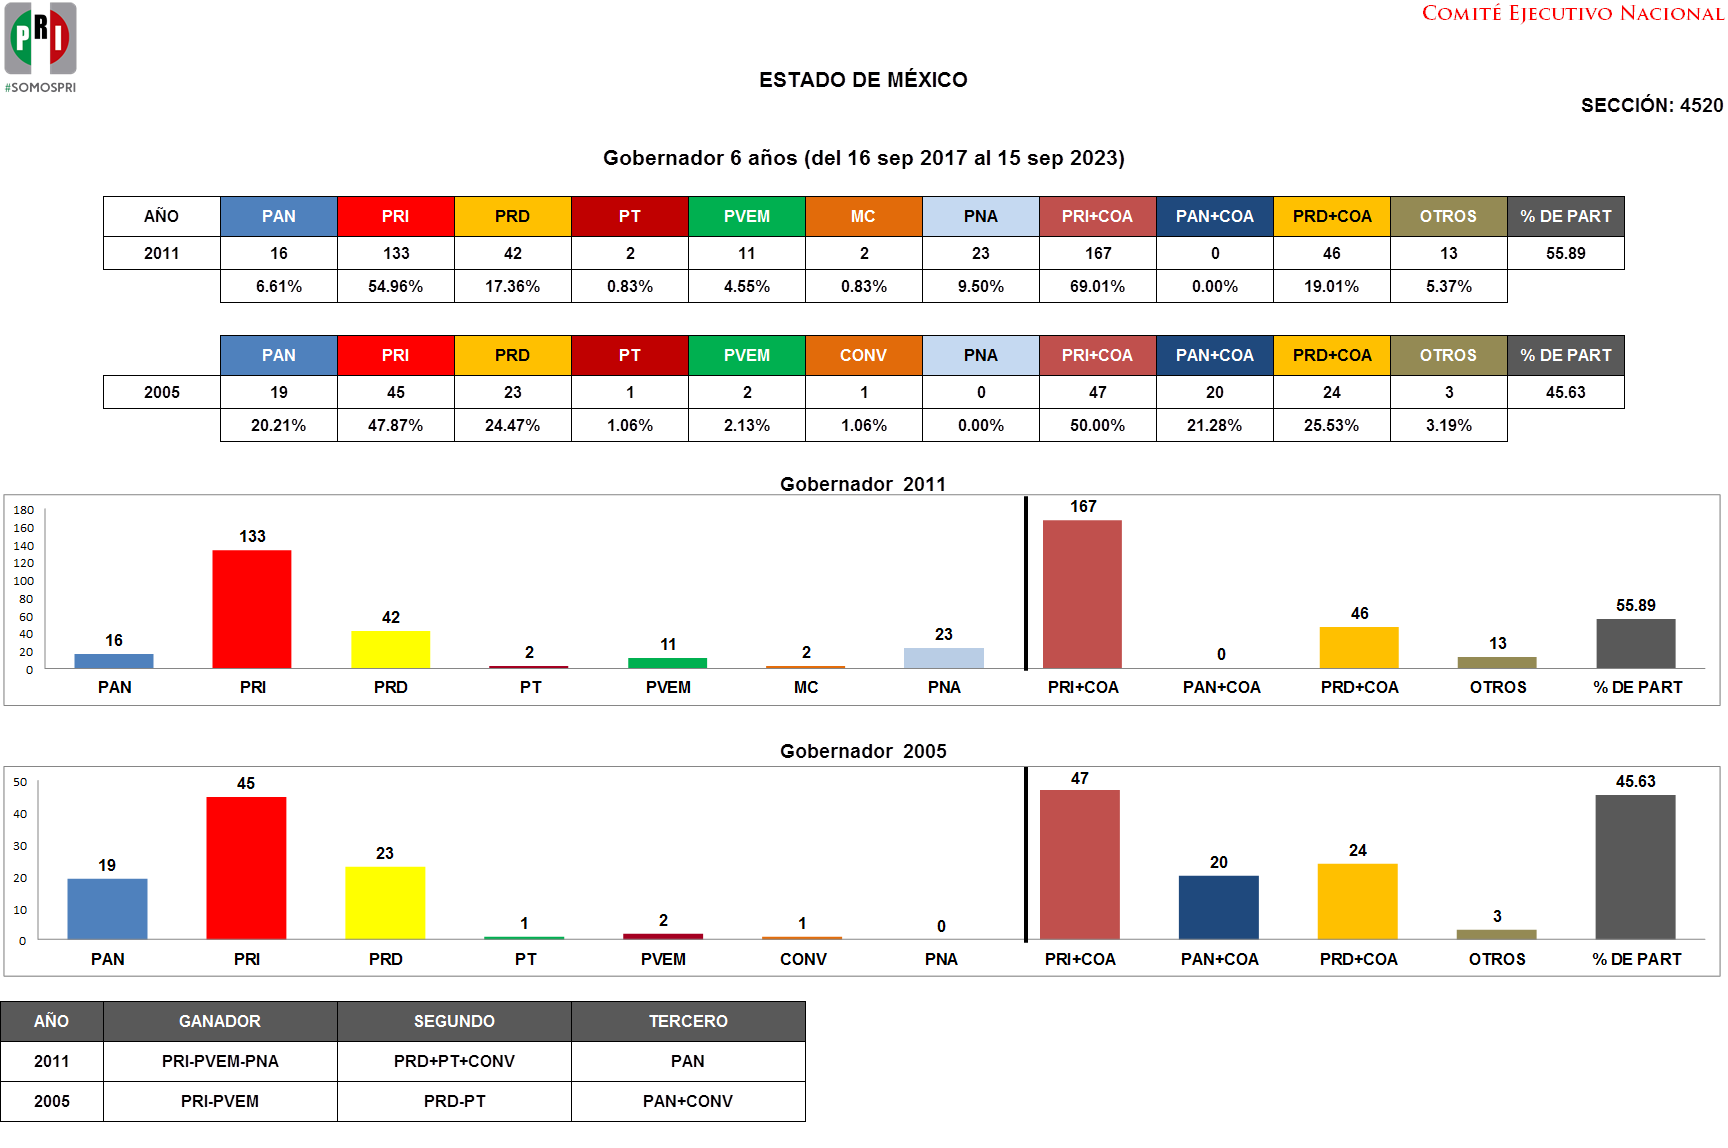 PRI
#SOMOSPRI
COMITÉ EJECUTIVO NACIONAL
ESTADO DE MÉXICO
SECCIÓN: 4520
Gobernador 6 años (del 16 sep 2017 al 15 sep 2023)
AÑO PAN PRI PRD PT PVEM MC PNA PRI+COA PAN+COA PRD+COA OTROS % DE PART
2011 16 133 42 2 11 2 23 167 0 46 13 55.89
6.61% 54.96% 17.36% 0.83% 4.55% 0.83% 9.50% 69.01% 0.00% 19.01% 5.37%
PAN PRI PRD PT PVEM CONV PNA PRI+COA PAN+COA PRD+COA OTROS % DE PART
2005 19 45 23 1 2 1 0 47 20 24 3 45.63
20.21% 47.87% 24.47% 1.06% 2.13% 1.06% 0.00% 50.00% 21.28% 25.53% 3.19%
Gobernador 2011
180
160
140
120
100
80
60
40
20
0
16 133 42 2 11 2 23 167 0 46 13 55.89
PAN PRI PRD PT PVEM MC PNA PRI+COA PAN+COA PRD+COA OTROS % DE PART
Gobernador 2005
50
40
30
20
10
0
19 45 23 1 2 1 0 47 20 24 3 45.63
PAN PRI PRD PT PVEM CONV PNA PRI+COA PAN+COA PRD+COA OTROS % DE PART
AÑO GANADOR SEGUNDO TERCERO
2011 PRI-PVEM-PNA PRD+PT+CONV PAN
2005 PRI-PVEM PRD-PT PAN+CONV